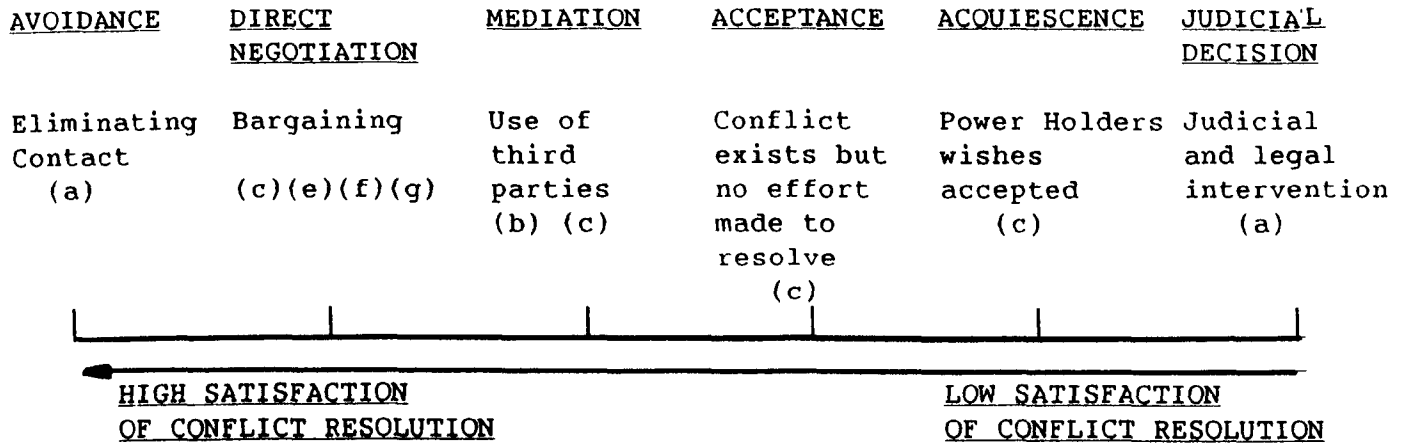 AVOIDANCE DIRECT NEGOTIATION MEDIATION ACCEPTANCE ACQUIESCENCE JUDICIAL DECISION
Eliminating
Contact
(a)
Bargaining
(c)(e)(f)(g)
Use of
third
parties
(b) (c)
Conflict
exists but
no effort
made to
resolve
(c)
Power Holders
wishes
accepted
(c)
Judicial
and legal
intervention
(a)
HIGH SATISFACTION
OF CONFLICT RESOLUTION
LOW SATISFACTION
OF CONFLICT RESOLUTION